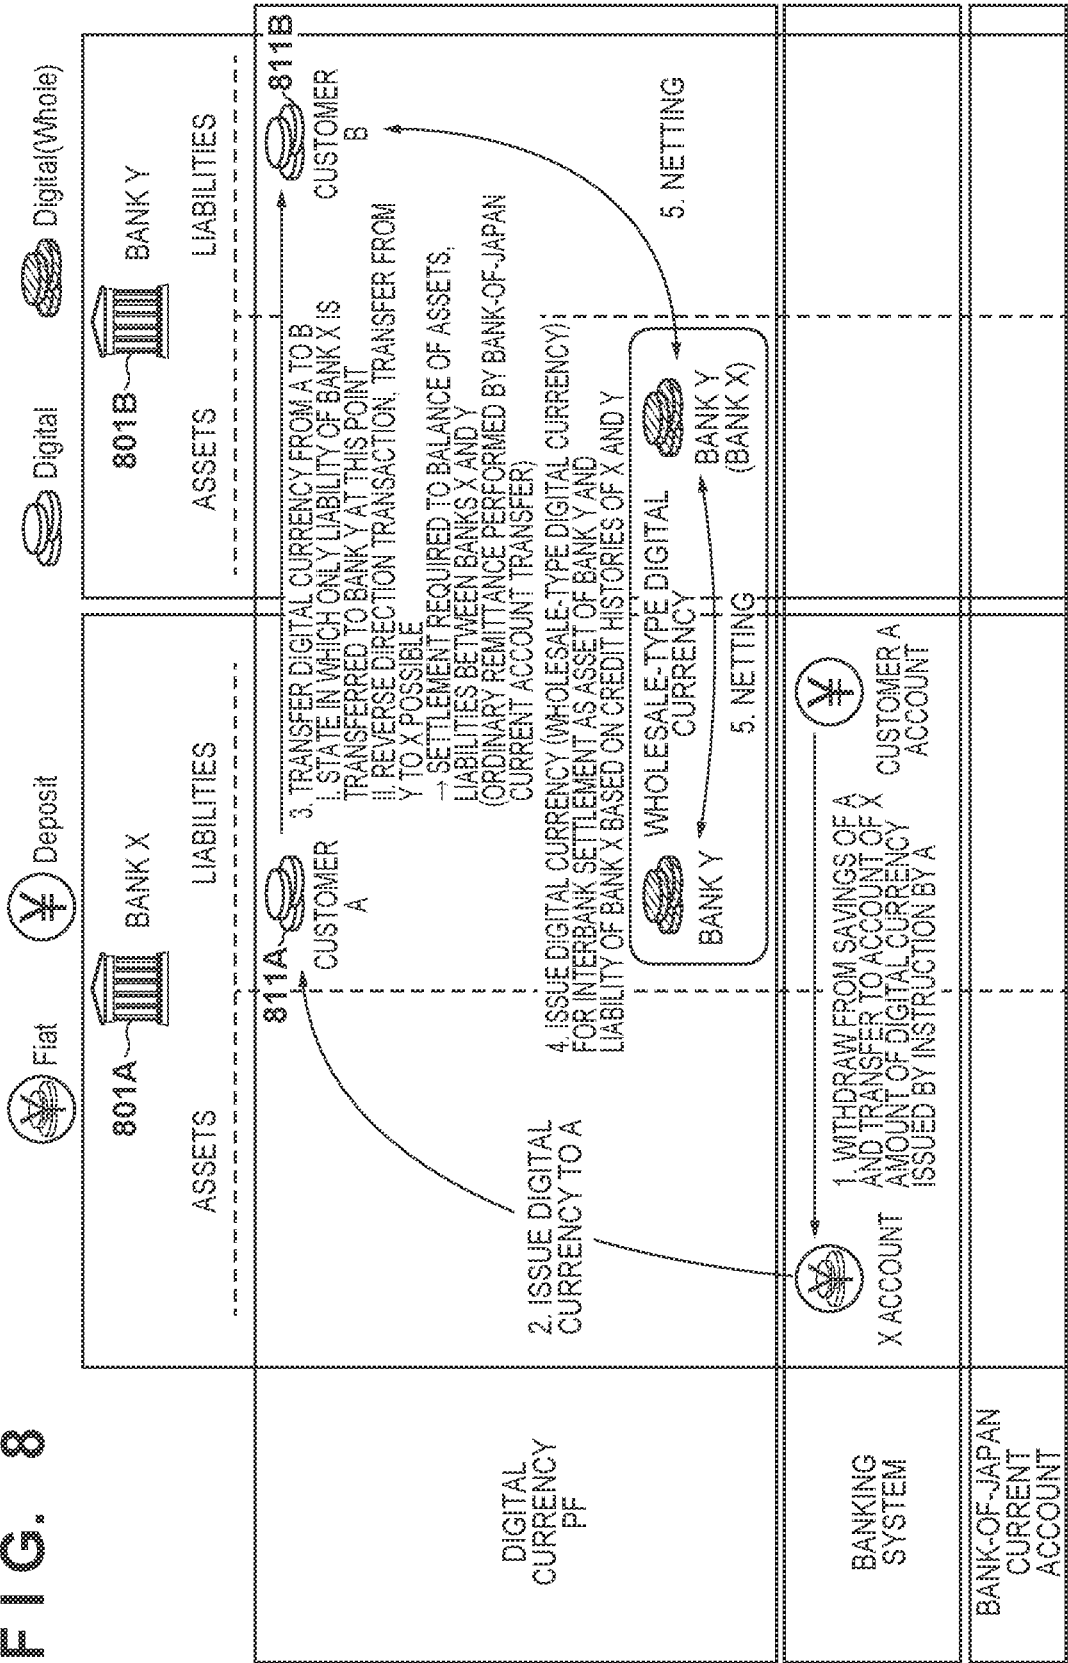 FIG. 8
Fiat
Deposit
Digital
Digital(Whole)
801A
BANK X
801B
BANK Y
ASSETS
LIABILITIES
ASSETS
LIABILITIES
DIGITAL
CURRENCY
PF
2. ISSUE DIGITAL
CURRENCY TO A
811A
CUSTOMER
A
3. TRANSFER DIGITAL CURRENCY FROM A TO B
I. STATE IN WHICH ONLY LIABILITY OF BANK X IS
TRANSFERRED TO BANK Y AT THIS POINT
II. REVERSE DIRECTION TRANSACTION, TRANSFER FROM
Y TO X POSSIBLE
→ SETTLEMENT REQUIRED TO BALANCE OF ASSETS,
LIABILITIES BETWEEN BANKS X AND Y
(ORDINARY REMITTANCE PERFORMED BY BANK-OF-JAPAN
CURRENT ACCOUNT TRANSFER)
811B
CUSTOMER
B
4. ISSUE DIGITAL CURRENCY (WHOLESALE-TYPE DIGITAL CURRENCY)
FOR INTERBANK SETTLEMENT AS ASSET OF BANK Y AND
LIABILITY OF BANK X BASED ON CREDIT HISTORIES OF X AND Y
WHOLESALE-TYPE DIGITAL
CURRENCY
BANK Y
BANK Y
(BANK X)
5. NETTING
5. NETTING
BANKING
SYSTEM
X ACCOUNT
1. WITHDRAW FROM SAVINGS OF A
AND TRANSFER TO ACCOUNT OF X
AMOUNT OF DIGITAL CURRENCY
ISSUED BY INSTRUCTION BY A
CUSTOMER A
ACCOUNT
BANK-OF-JAPAN
CURRENT
ACCOUNT